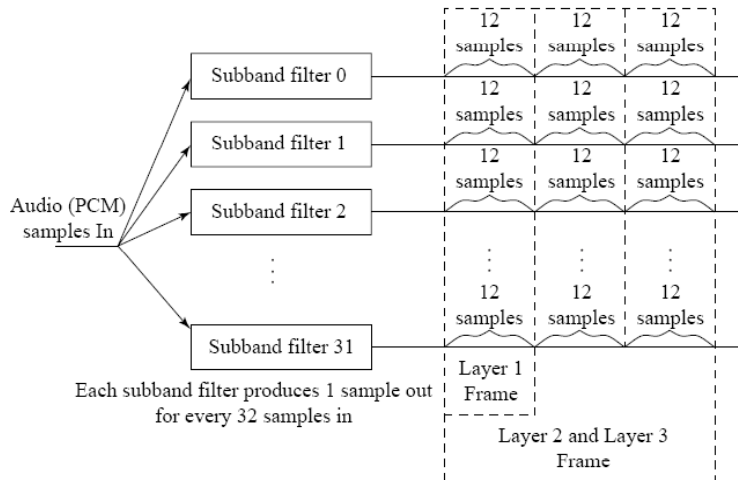 12 12 12
samples samples samples
Subband filter 0
12 12 12
samples samples samples
Subband filter 1
12 12 12
samples samples samples
Audio (PCM)
samples In
Subband filter 2
12 12 12
samples samples samples
Subband filter 31
Each subband filter produces 1 sample out
for every 32 samples in
Layer 1
Frame
Layer 2 and Layer 3
Frame